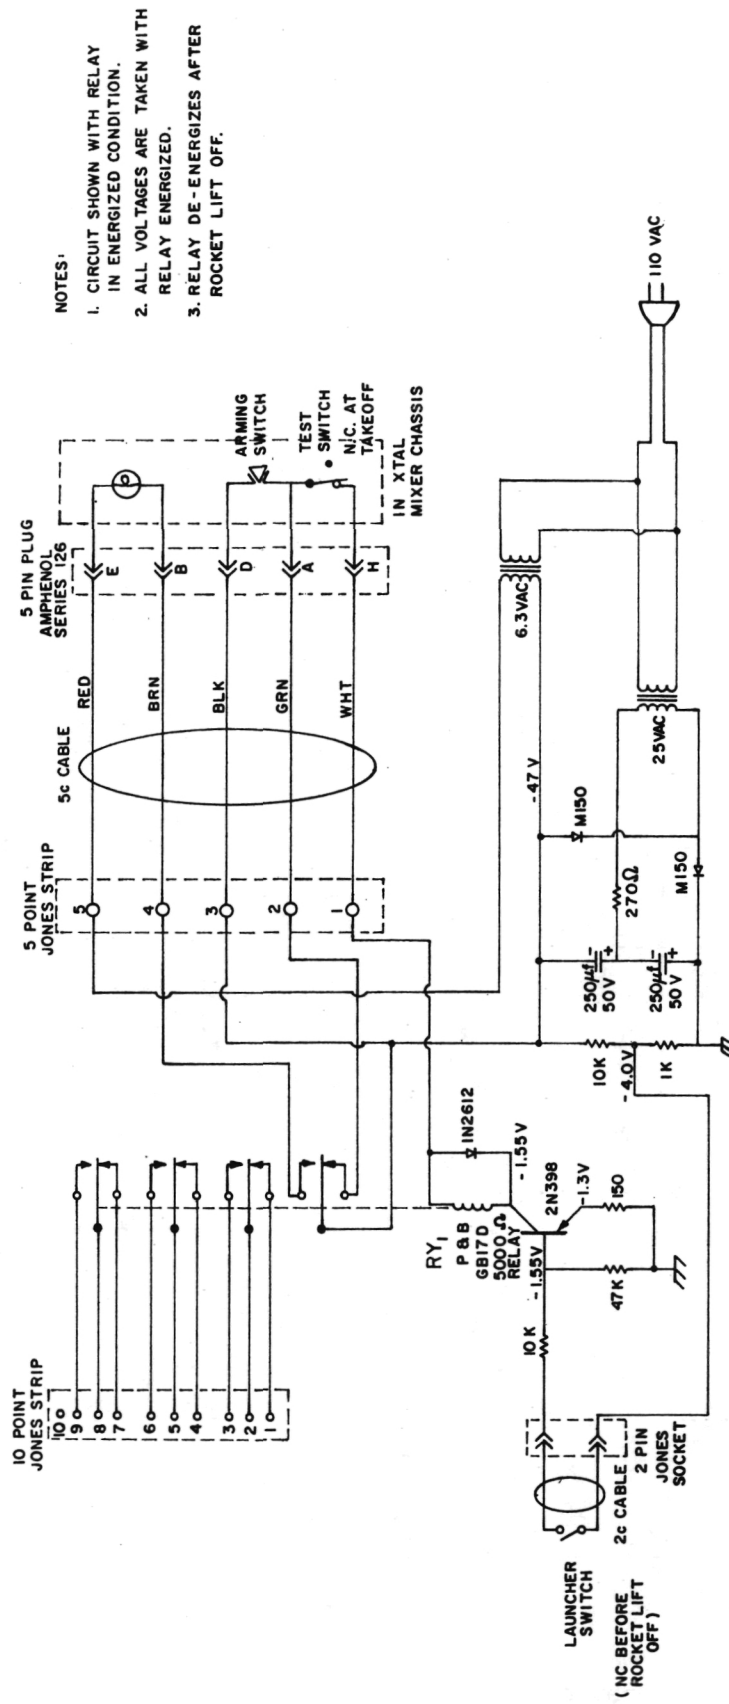 NOTES:
1. CIRCUIT SHOWN WITH RELAY
IN ENERGIZED CONDITION.
2. ALL VOLTAGES ARE TAKEN WITH
RELAY ENERGIZED.
3. RELAY DE-ENERGIZES AFTER
ROCKET LIFT OFF.
10 POINT
JONES STRIP
10
9
8
7
6
5
4
3
2
1
5 POINT
JONES STRIP
5
4
3
2
1
5c CABLE
RED
BRN
BLK
GRN
WHT
5 PIN PLUG
AMPHENOL
SERIES 126
E
B
D
A
H
ARMING
SWITCH
TEST
SWITCH
N/C. AT
TAKEOFF
IN XTAL
MIXER CHASSIS
RY1
P & B
GB17D
5000 Ω
RELAY
1N2612
-1.55V
2N398
-1.3V
150
-1.55V
47K
10K
LAUNCHER
SWITCH
(NC BEFORE
ROCKET LIFT
OFF)
2c CABLE
2 PIN
JONES
SOCKET
10K
-4.0V
1K
250µf -
50V +
250µf -
50V +
270Ω
M150
M150
-47V
6.3VAC
25VAC
110 VAC